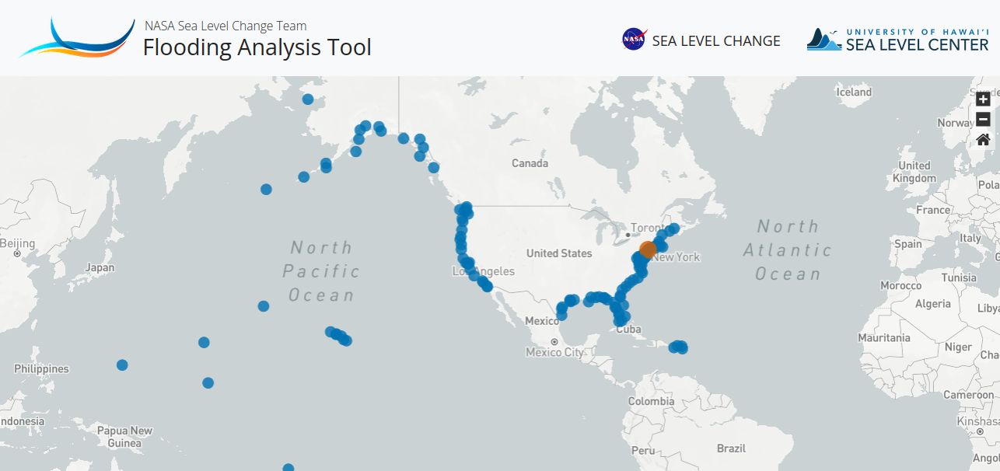 NASA Sea Level Change Team
Flooding Analysis Tool
NASA
SEA LEVEL CHANGE
UNIVERSITY OF HAWAIʻI
SEA LEVEL CENTER
Iceland
Norway
Canada
United
Kingdom
Pola
France
North
Atlantic
Ocean
Toront
Italy
Beijing
Spain
North
Pacific
Ocean
United States
New York
Japan
Los Angeles
Tunisia
Morocco
Algeria
Libya
Mexico
Cuba
Mauritania
Niger
Cha
Mexico City
Philippines
Cameroon
Colombia
ndonesia
Kinshasa
Papua New
Guinea
Peru
Brazil
Angol